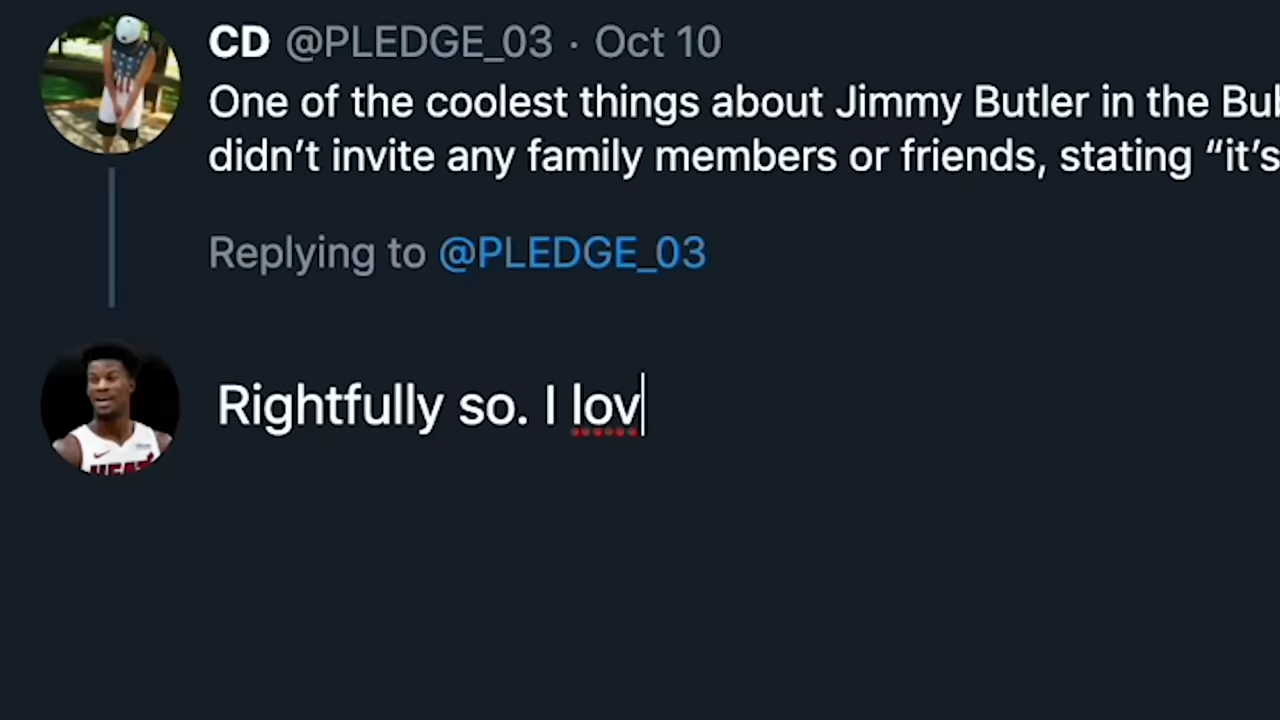 CD @PLEDGE_03 · Oct 10
One of the coolest things about Jimmy Butler in the
didn’t invite any family members or friends, stating “it’s
Replying to @PLEDGE_03
Rightfully so. I lov
HEAT